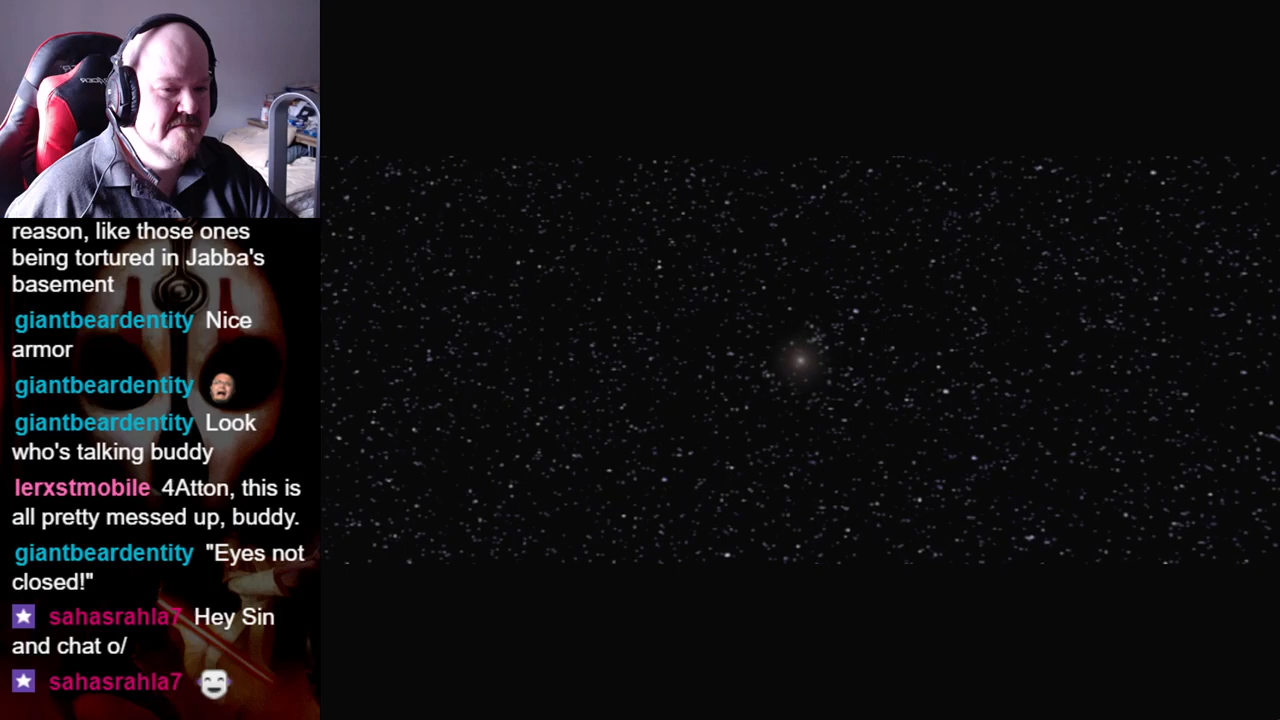 reason, like those ones
being tortured in Jabba's
basement
giantbeardentity Nice
armor
giantbeardentity
giantbeardentity Look
who's talking buddy
lerxstmobile 4Atton, this is
all pretty messed up, buddy.
giantbeardentity "Eyes not
closed!"
sahasrahla7 Hey Sin
and chat o/
sahasrahla7